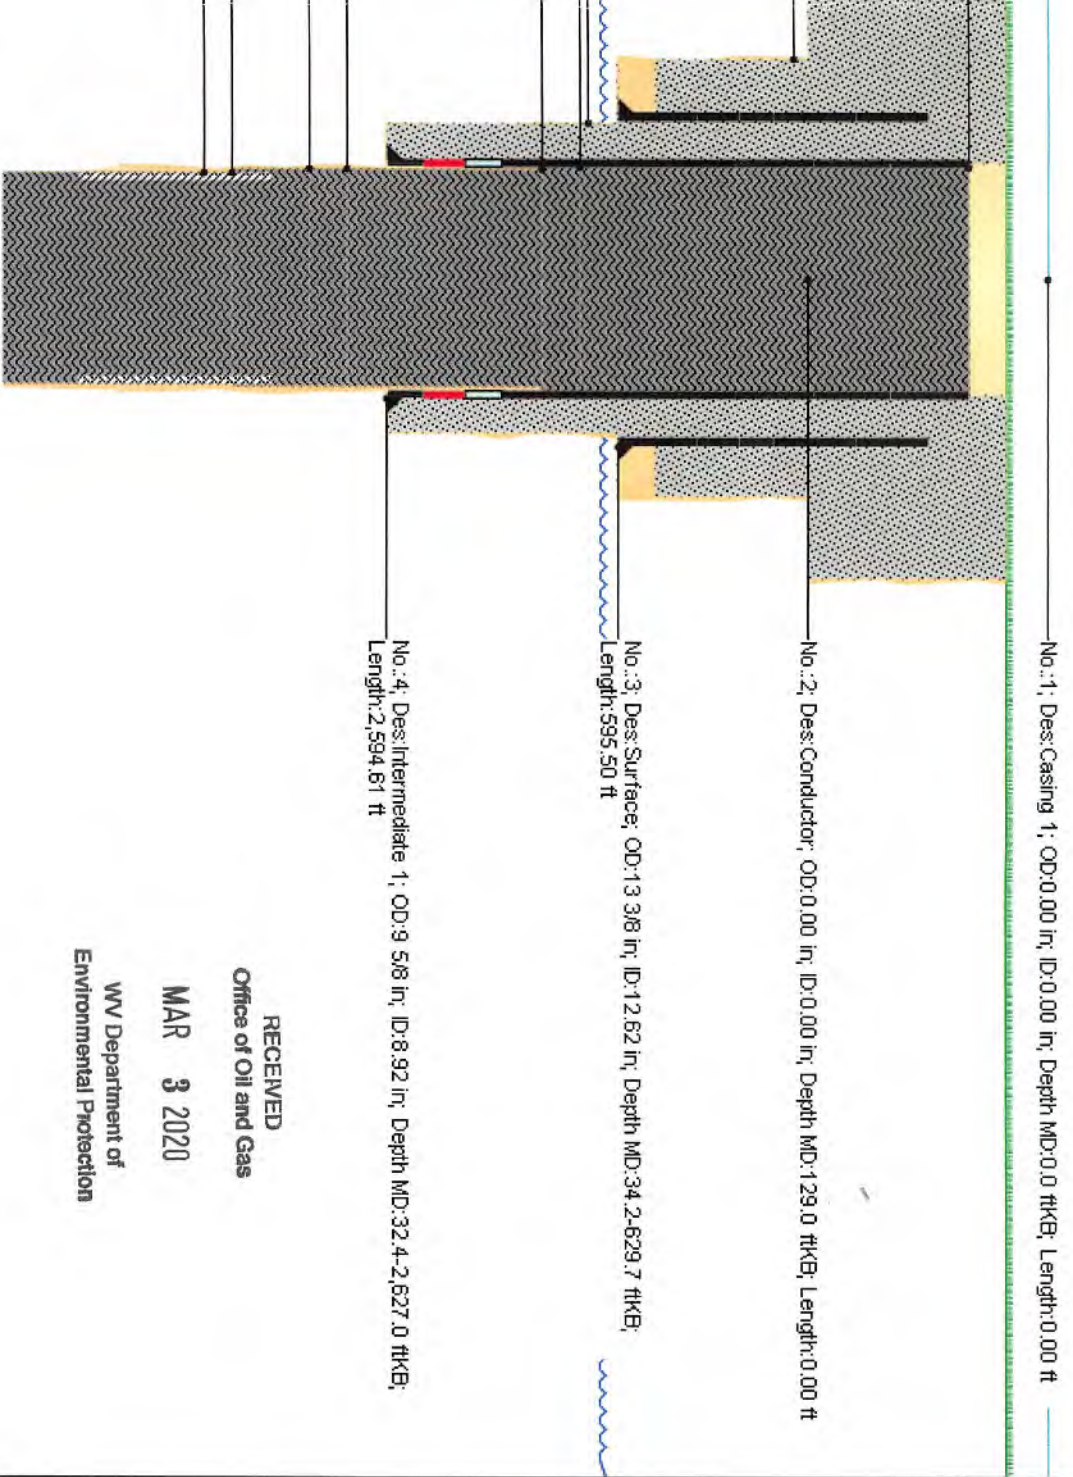 No.:1; Des:Casing 1; OD:0.00 in; ID:0.00 in; Depth MD:0.0 ftKB; Length:0.00 ft
No.:2; Des:Conductor; OD:0.00 in; ID:0.00 in; Depth MD:129.0 ftKB; Length:0.00 ft
No.:3; Des:Surface; OD:13 3/8 in; ID:12.62 in; Depth MD:34.2-629.7 ftKB;
Length:595.50 ft
No.:4; Des:Intermediate 1; OD:9 5/8 in; ID:8.92 in; Depth MD:32.4-2,627.0 ftKB;
Length:2,594.61 ft
RECEIVED
Office of Oil and Gas
MAR 3 2020
WV Department of
Environmental Protection